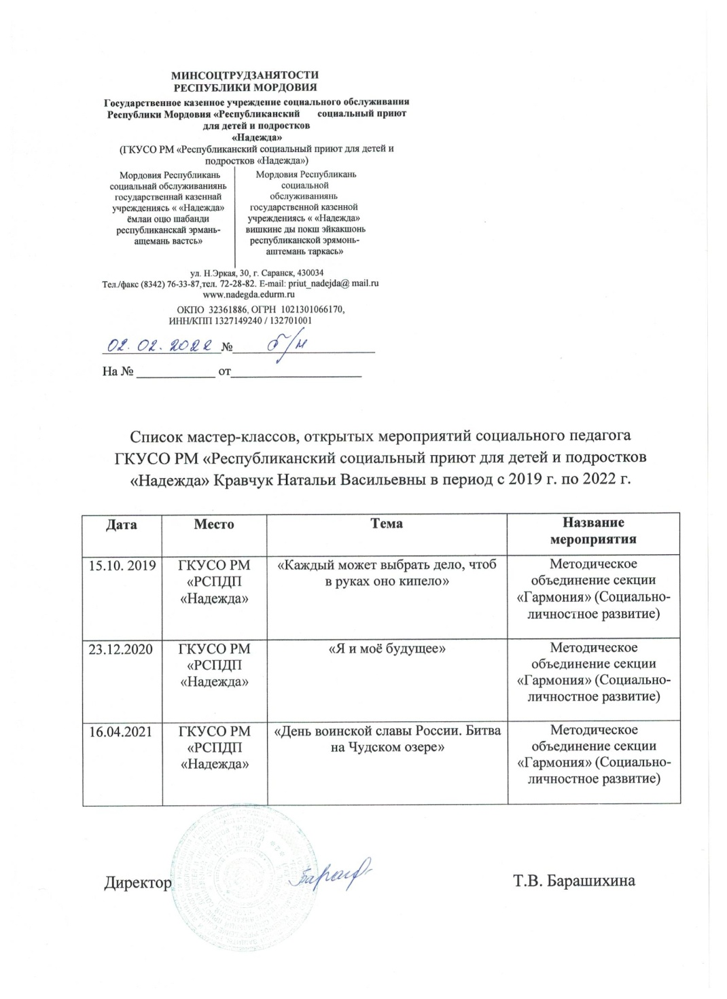 МИНСОЦТРУДЗАНЯТОСТИ
РЕСПУБЛИКИ МОРДОВИЯ
Государственное казенное учреждение социального обслуживания
Республики Мордовия «Республиканский социальный приют
для детей и подростков
«Надежда»
(ГКУСО РМ «Республиканский социальный приют для детей и
подростков «Надежда»)
Мордовия Республикань
социальнай обслуживаниянь
государственнай казеннай
учреждениясь « «Надежда»
ёмлаи оцю шабанди
республиканскай эрмань-
ащемань вастсь»
Мордовия Республикань
социальной
обслуживаниянь
государственной казенной
учреждениясь « «Надежда»
вишкине ды покш эйкакшонь
республиканской эрямонь-
аштемань таркась»
ул. Н.Эркая, 30, г. Саранск, 430034
Тел./факс (8342) 76-33-87,тел. 72-28-82. E-mail: priut_nadejda@ mail.ru
www.nadegda.edurm.ru
ОКПО 32361886, ОГРН 1021301066170,
ИНН/КПП 1327149240 / 132701001
02.02.2022 № б/н
На № ____________ от____________________
Список мастер-классов, открытых мероприятий социального педагога
ГКУСО РМ «Республиканский социальный приют для детей и подростков
«Надежда» Кравчук Натальи Васильевны в период с 2019 г. по 2022 г.
Дата Место Тема Название
мероприятия
15.10. 2019 ГКУСО РМ «Каждый может выбрать дело, чтоб Методическое
«РСПДП в руках оно кипело» объединение секции
«Надежда» «Гармония» (Социально-
личностное развитие)
23.12.2020 ГКУСО РМ «Я и моё будущее» Методическое
«РСПДП объединение секции
«Надежда» «Гармония» (Социально-
личностное развитие)
16.04.2021 ГКУСО РМ «День воинской славы России. Битва Методическое
«РСПДП на Чудском озере» объединение секции
«Надежда» «Гармония» (Социально-
личностное развитие)
Директор Т.В. Барашихина